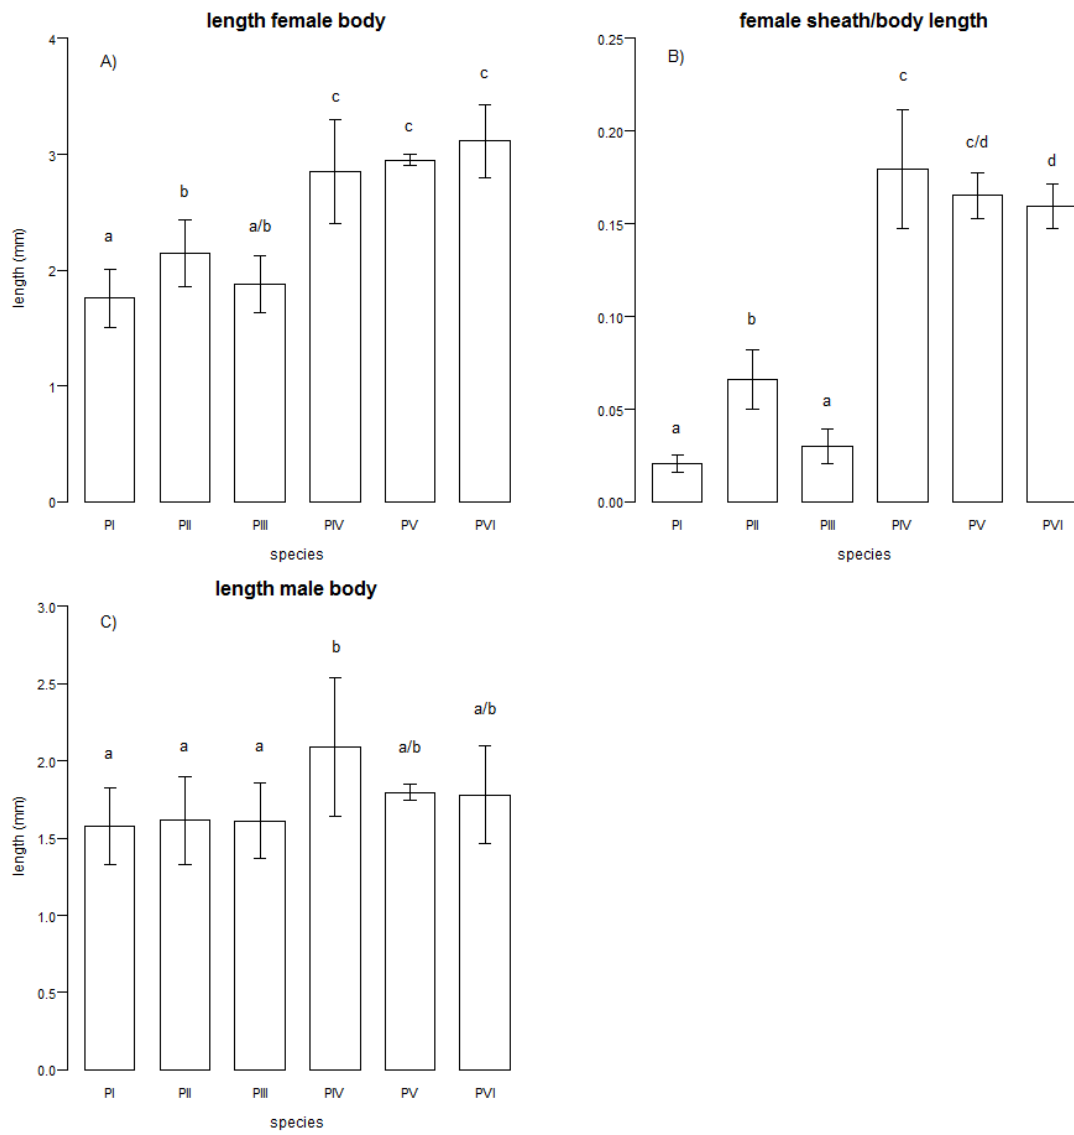 length female body
A)
4
3
2
1
0
length (mm)
a
b
a/b
c
c
c
PI
PII
PIII
PIV
PV
PVI
species
female sheath/body length
B)
0.25
0.20
0.15
0.10
0.05
0.00
a
b
a
c
c/d
d
PI
PII
PIII
PIV
PV
PVI
species
length male body
C)
3.0
2.5
2.0
1.5
1.0
0.5
0.0
length (mm)
a
a
a
b
a/b
a/b
PI
PII
PIII
PIV
PV
PVI
species